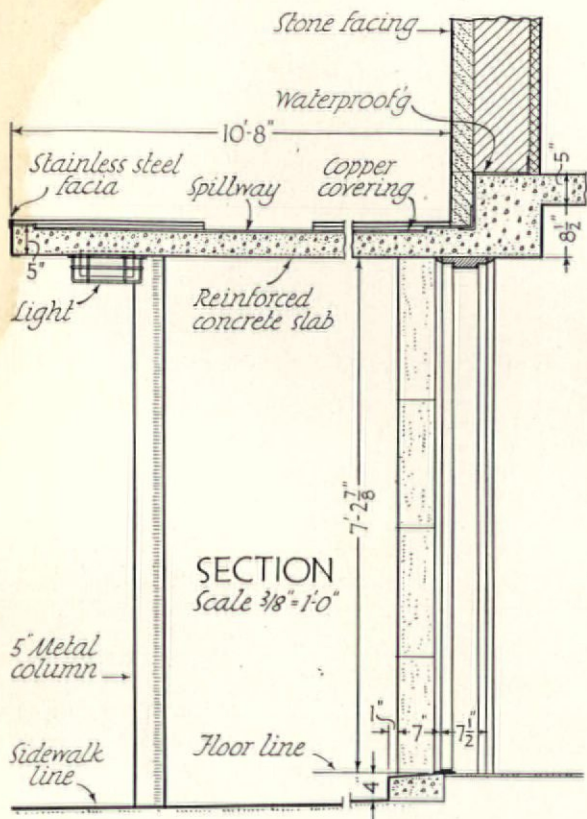 Stone facing
Waterproof'g
10'-8"
Stainless steel
facia
Spillway
Copper
covering
5"
8½"
5"
Light
Reinforced
concrete slab
7'-2⅞"
SECTION
Scale 3/8"=1'-0"
5" Metal
column
1"
7"
7½"
Sidewalk
line
Floor line
4